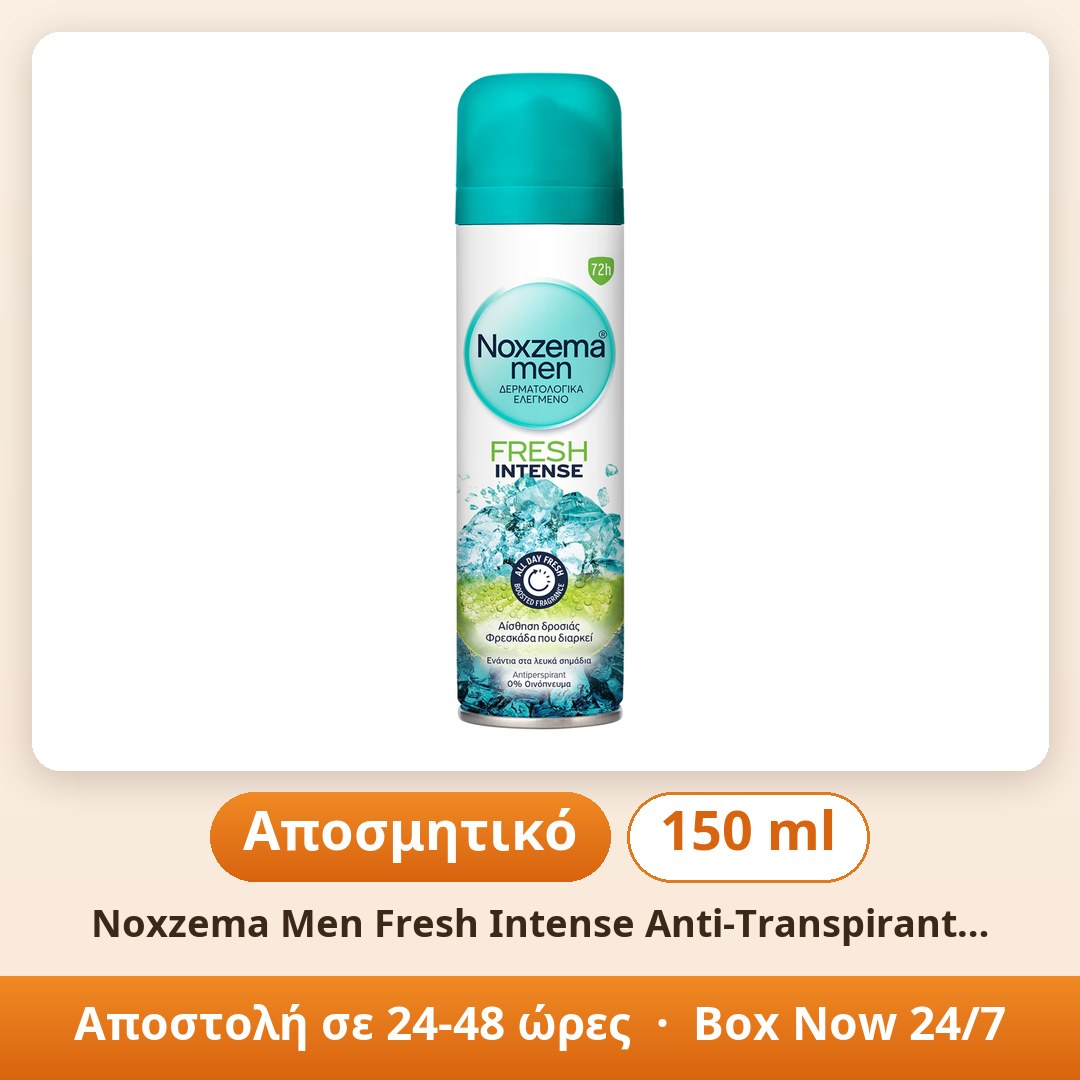 72h
Noxzema®
men
ΔΕΡΜΑΤΟΛΟΓΙΚΑ
ΕΛΕΓΜΕΝΟ
FRESH
INTENSE
ALL DAY FRESH
BOOSTED FRAGRANCE
Αίσθηση δροσιάς
Φρεσκάδα που διαρκεί
Ενάντια στα λευκά σημάδια
Antiperspirant
0% Οινόπνευμα
Αποσμητικό
150 ml
Noxzema Men Fresh Intense Anti-Transpirant...
Αποστολή σε 24-48 ώρες · Box Now 24/7